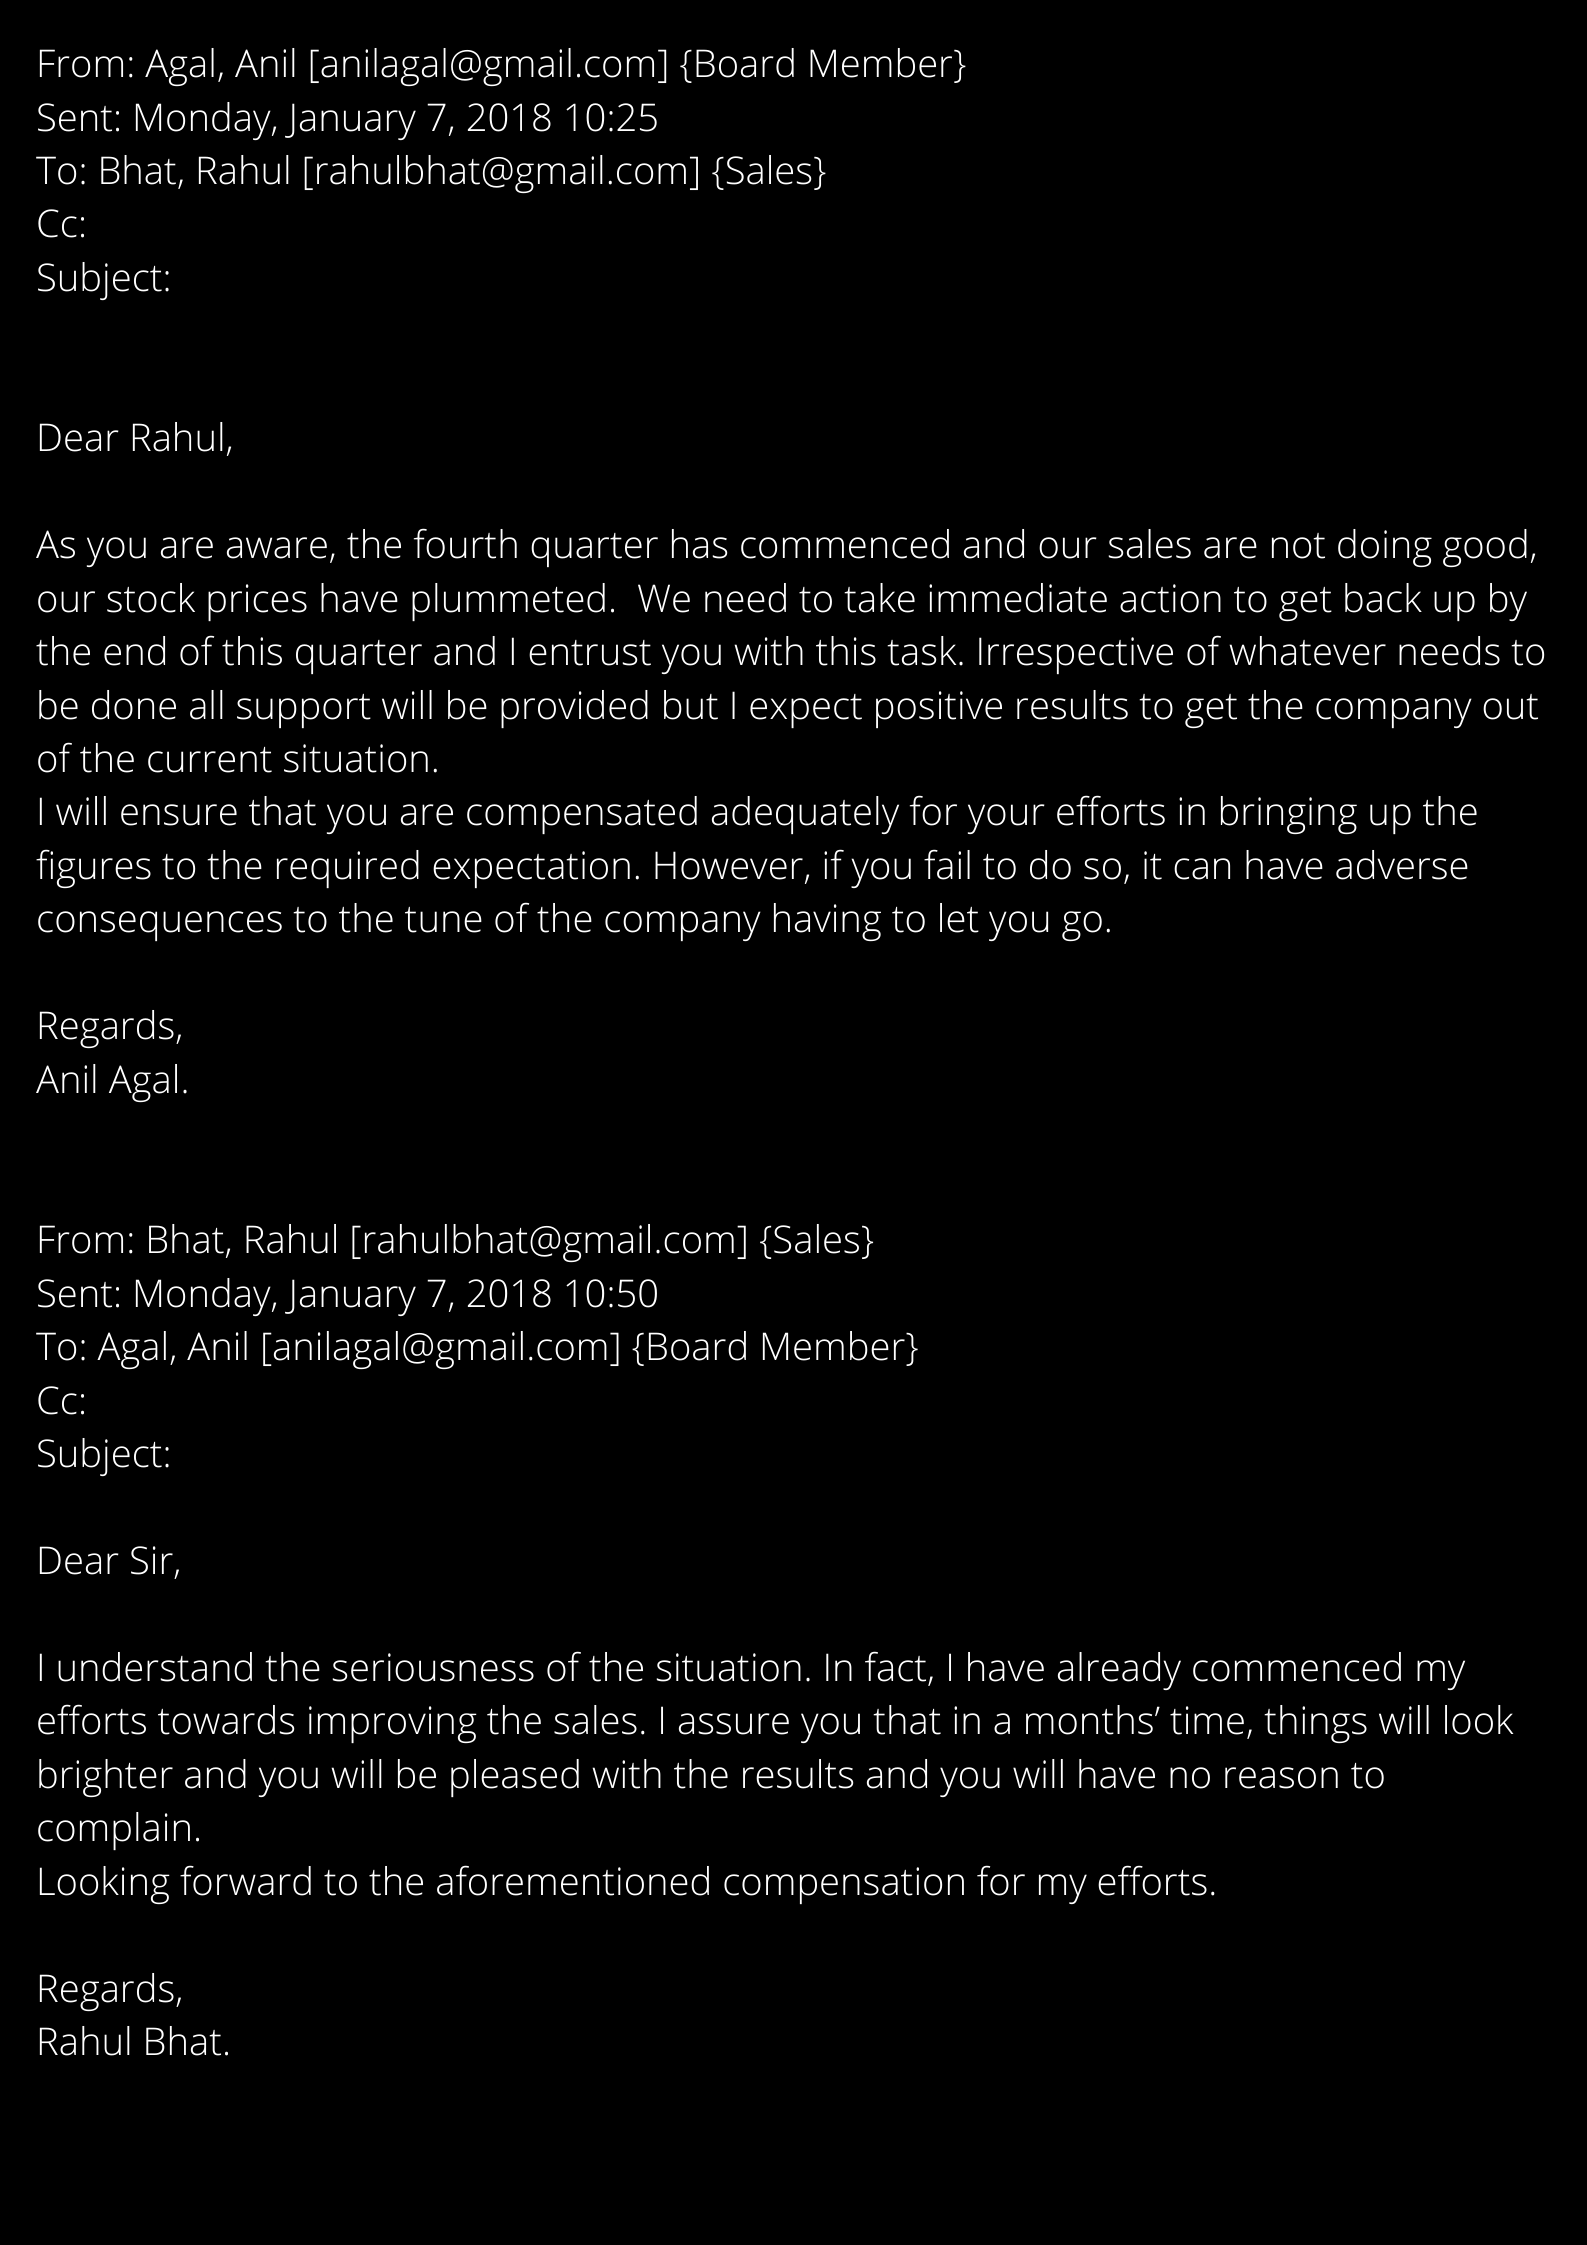 From: Agal, Anil [anilagal@gmail.com] {Board Member}
Sent: Monday, January 7, 2018 10:25
To: Bhat, Rahul [rahulbhat@gmail.com] {Sales}
Cc:
Subject:
Dear Rahul,
As you are aware, the fourth quarter has commenced and our sales are not doing good,
our stock prices have plummeted.  We need to take immediate action to get back up by
the end of this quarter and I entrust you with this task. Irrespective of whatever needs to
be done all support will be provided but I expect positive results to get the company out
of the current situation.
I will ensure that you are compensated adequately for your efforts in bringing up the
figures to the required expectation. However, if you fail to do so, it can have adverse
consequences to the tune of the company having to let you go.
Regards,
Anil Agal.
From: Bhat, Rahul [rahulbhat@gmail.com] {Sales}
Sent: Monday, January 7, 2018 10:50
To: Agal, Anil [anilagal@gmail.com] {Board Member}
Cc:
Subject:
Dear Sir,
I understand the seriousness of the situation. In fact, I have already commenced my
efforts towards improving the sales. I assure you that in a months’ time, things will look
brighter and you will be pleased with the results and you will have no reason to
complain.
Looking forward to the aforementioned compensation for my efforts.
Regards,
Rahul Bhat.